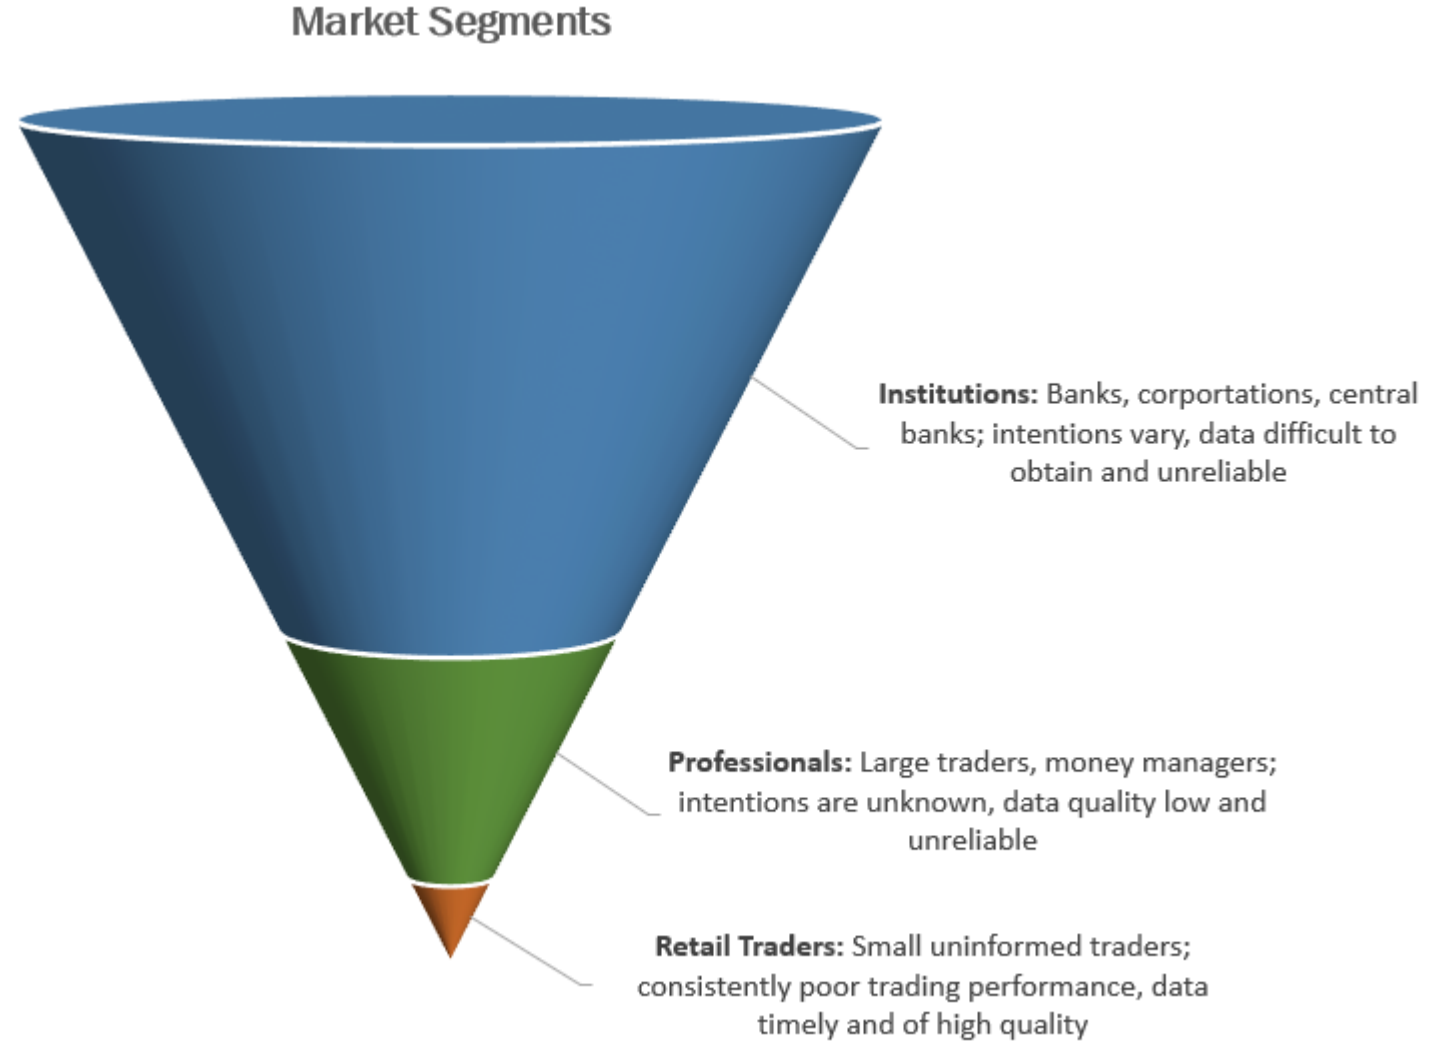 Market Segments
Institutions: Banks, corportations, central
banks; intentions vary, data difficult to
obtain and unreliable
Professionals: Large traders, money managers;
intentions are unknown, data quality low and
unreliable
Retail Traders: Small uninformed traders;
consistently poor trading performance, data
timely and of high quality